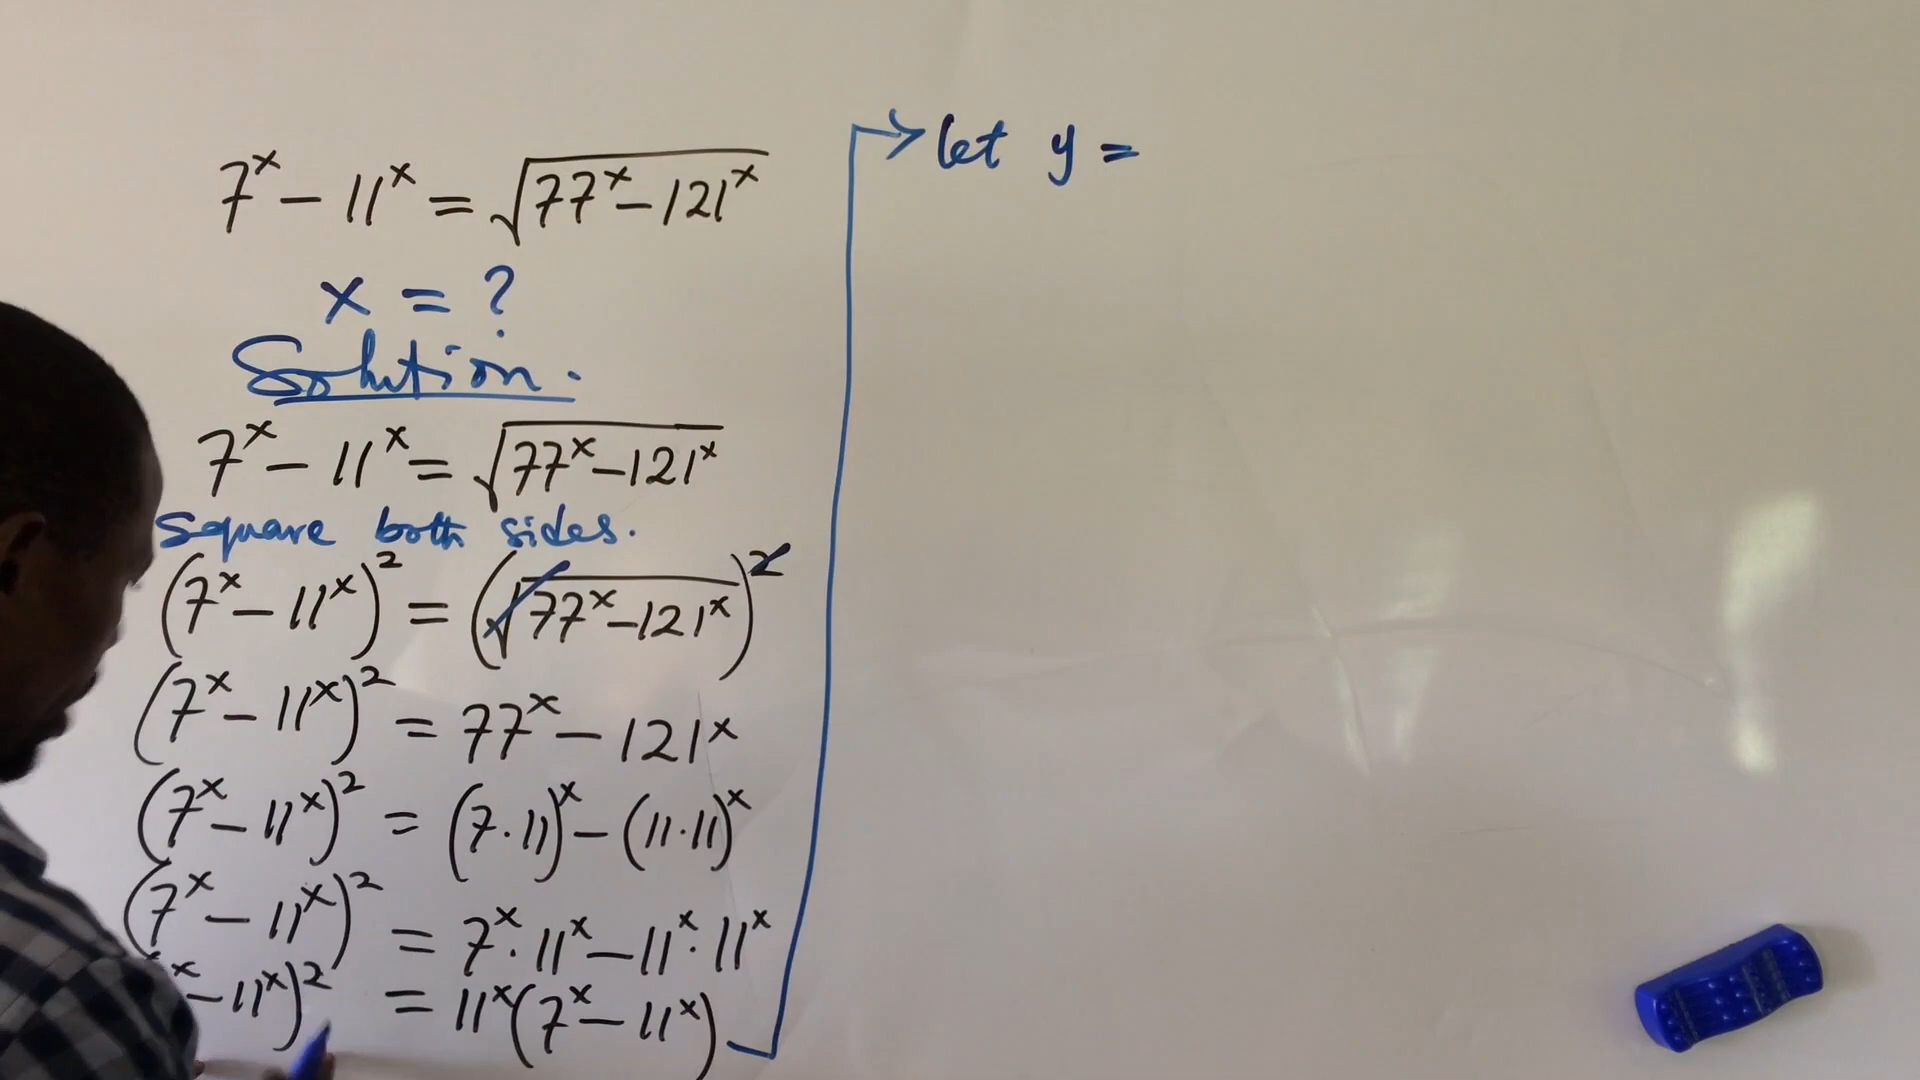 7^x - 11^x = √(77^x - 121^x)
x = ?
Solution.
7^x - 11^x = √(77^x - 121^x)
Square both sides.
(7^x - 11^x)^2 = (√(77^x - 121^x))^2
(7^x - 11^x)^2 = 77^x - 121^x
(7^x - 11^x)^2 = (7·11)^x - (11·11)^x
(7^x - 11^x)^2 = 7^x·11^x - 11^x·11^x
x - 11^x)^2 = 11^x(7^x - 11^x)
let y =